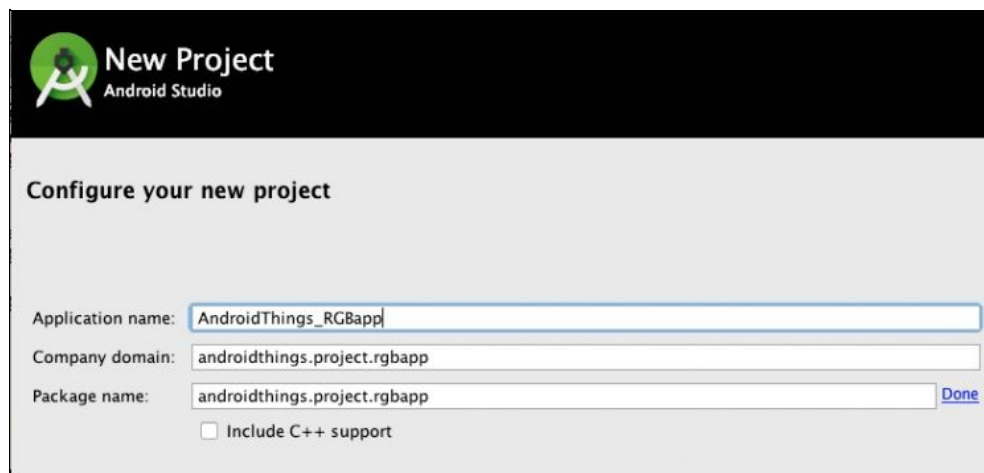 New Project
Android Studio
Configure your new project
Application name: AndroidThings_RGBapp
Company domain: androidthings.project.rgbapp
Package name: androidthings.project.rgbapp Done
Include C++ support